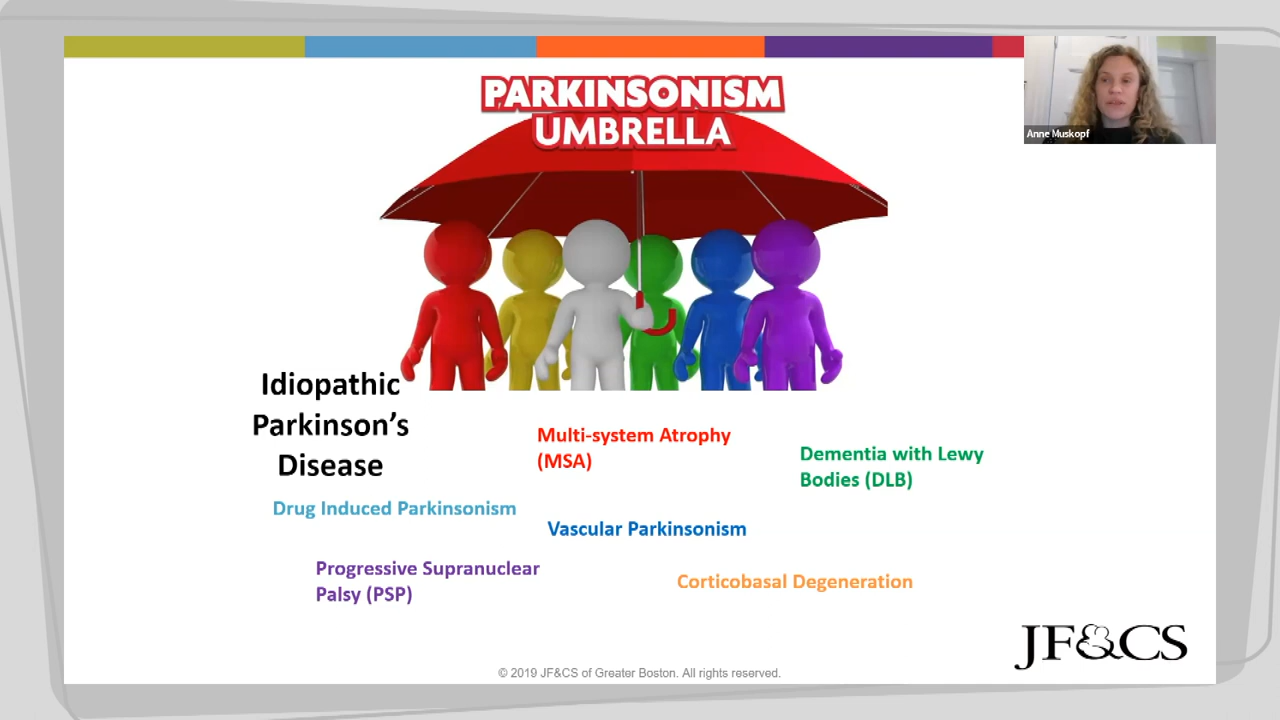 PARKINSONISM
UMBRELLA
Anne Muskopf
Idiopathic
Parkinson’s
Disease
Multi-system Atrophy
(MSA)
Dementia with Lewy
Bodies (DLB)
Drug Induced Parkinsonism
Vascular Parkinsonism
Progressive Supranuclear
Palsy (PSP)
Corticobasal Degeneration
JF&CS
© 2019 JF&CS of Greater Boston. All rights reserved.